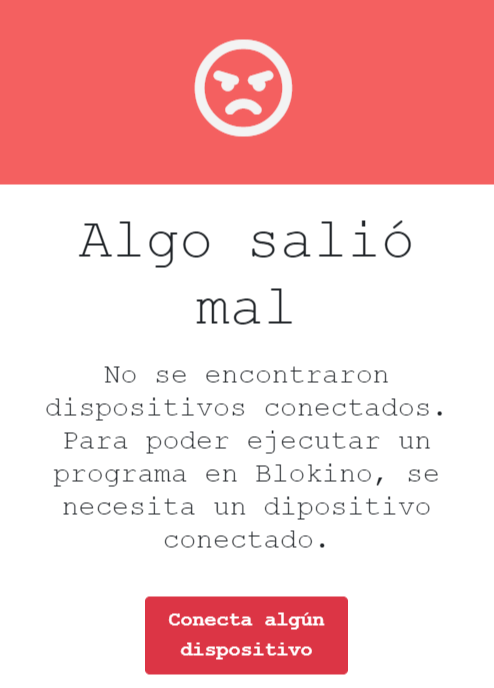 Algo salió
mal
No se encontraron
dispositivos conectados.
Para poder ejecutar un
programa en Blokino, se
necesita un dipositivo
conectado.
Conecta algún
dispositivo